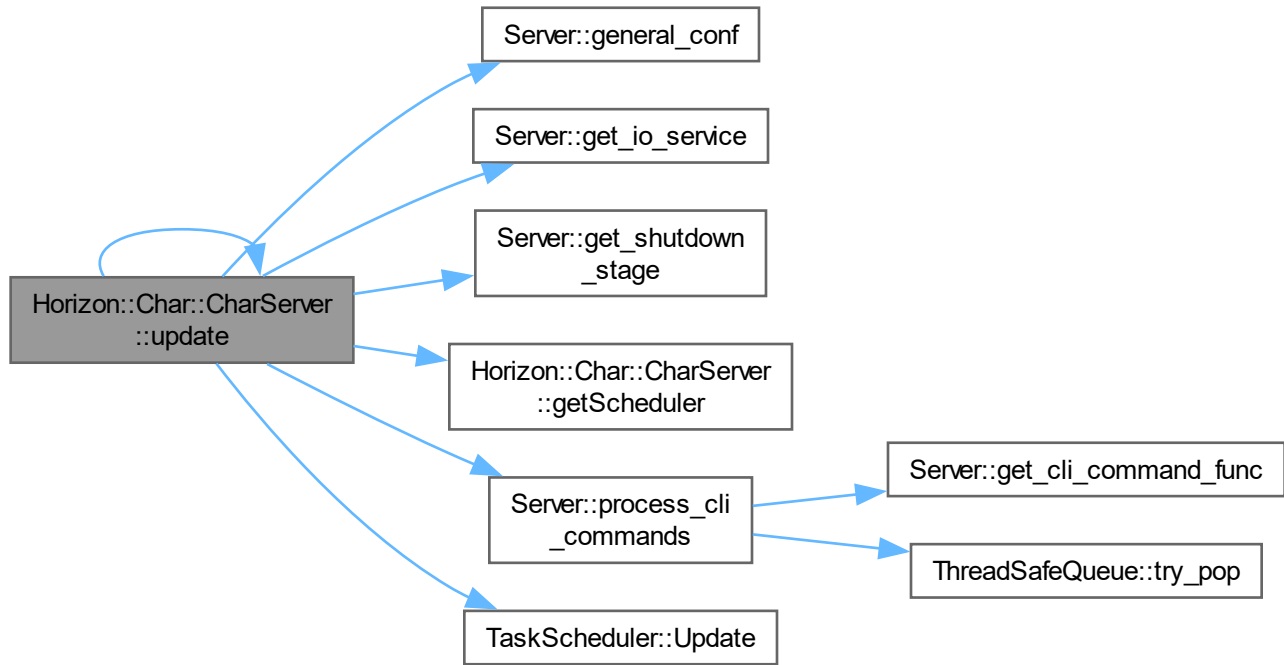 Server::general_conf
Server::get_io_service
Server::get_shutdown
_stage
Horizon::Char::CharServer
::update
Horizon::Char::CharServer
::getScheduler
Server::get_cli_command_func
Server::process_cli
_commands
ThreadSafeQueue::try_pop
TaskScheduler::Update